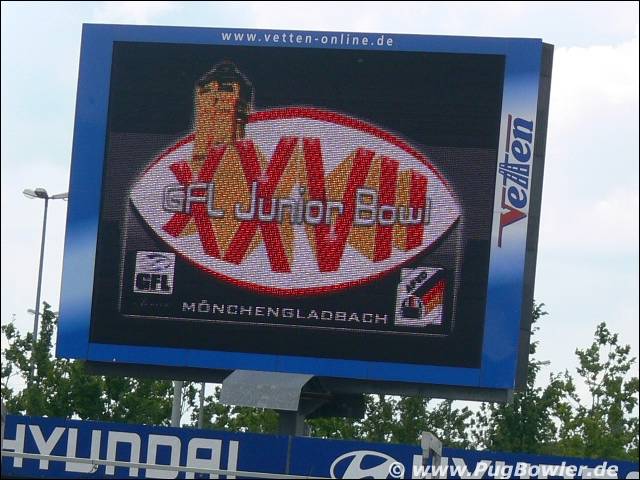 www.vetten-online.de
Vetten
XXVII
GFL Junior Bowl
GFL
MÖNCHENGLADBACH
HYUNDAI
© www.PugBowler.de